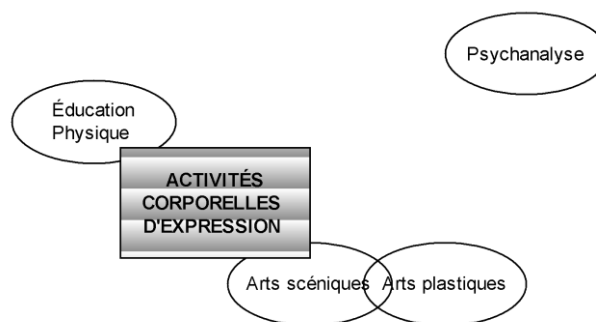 Psychanalyse
Éducation
Physique
ACTIVITÉS
CORPORELLES
D'EXPRESSION
Arts scéniques
Arts plastiques